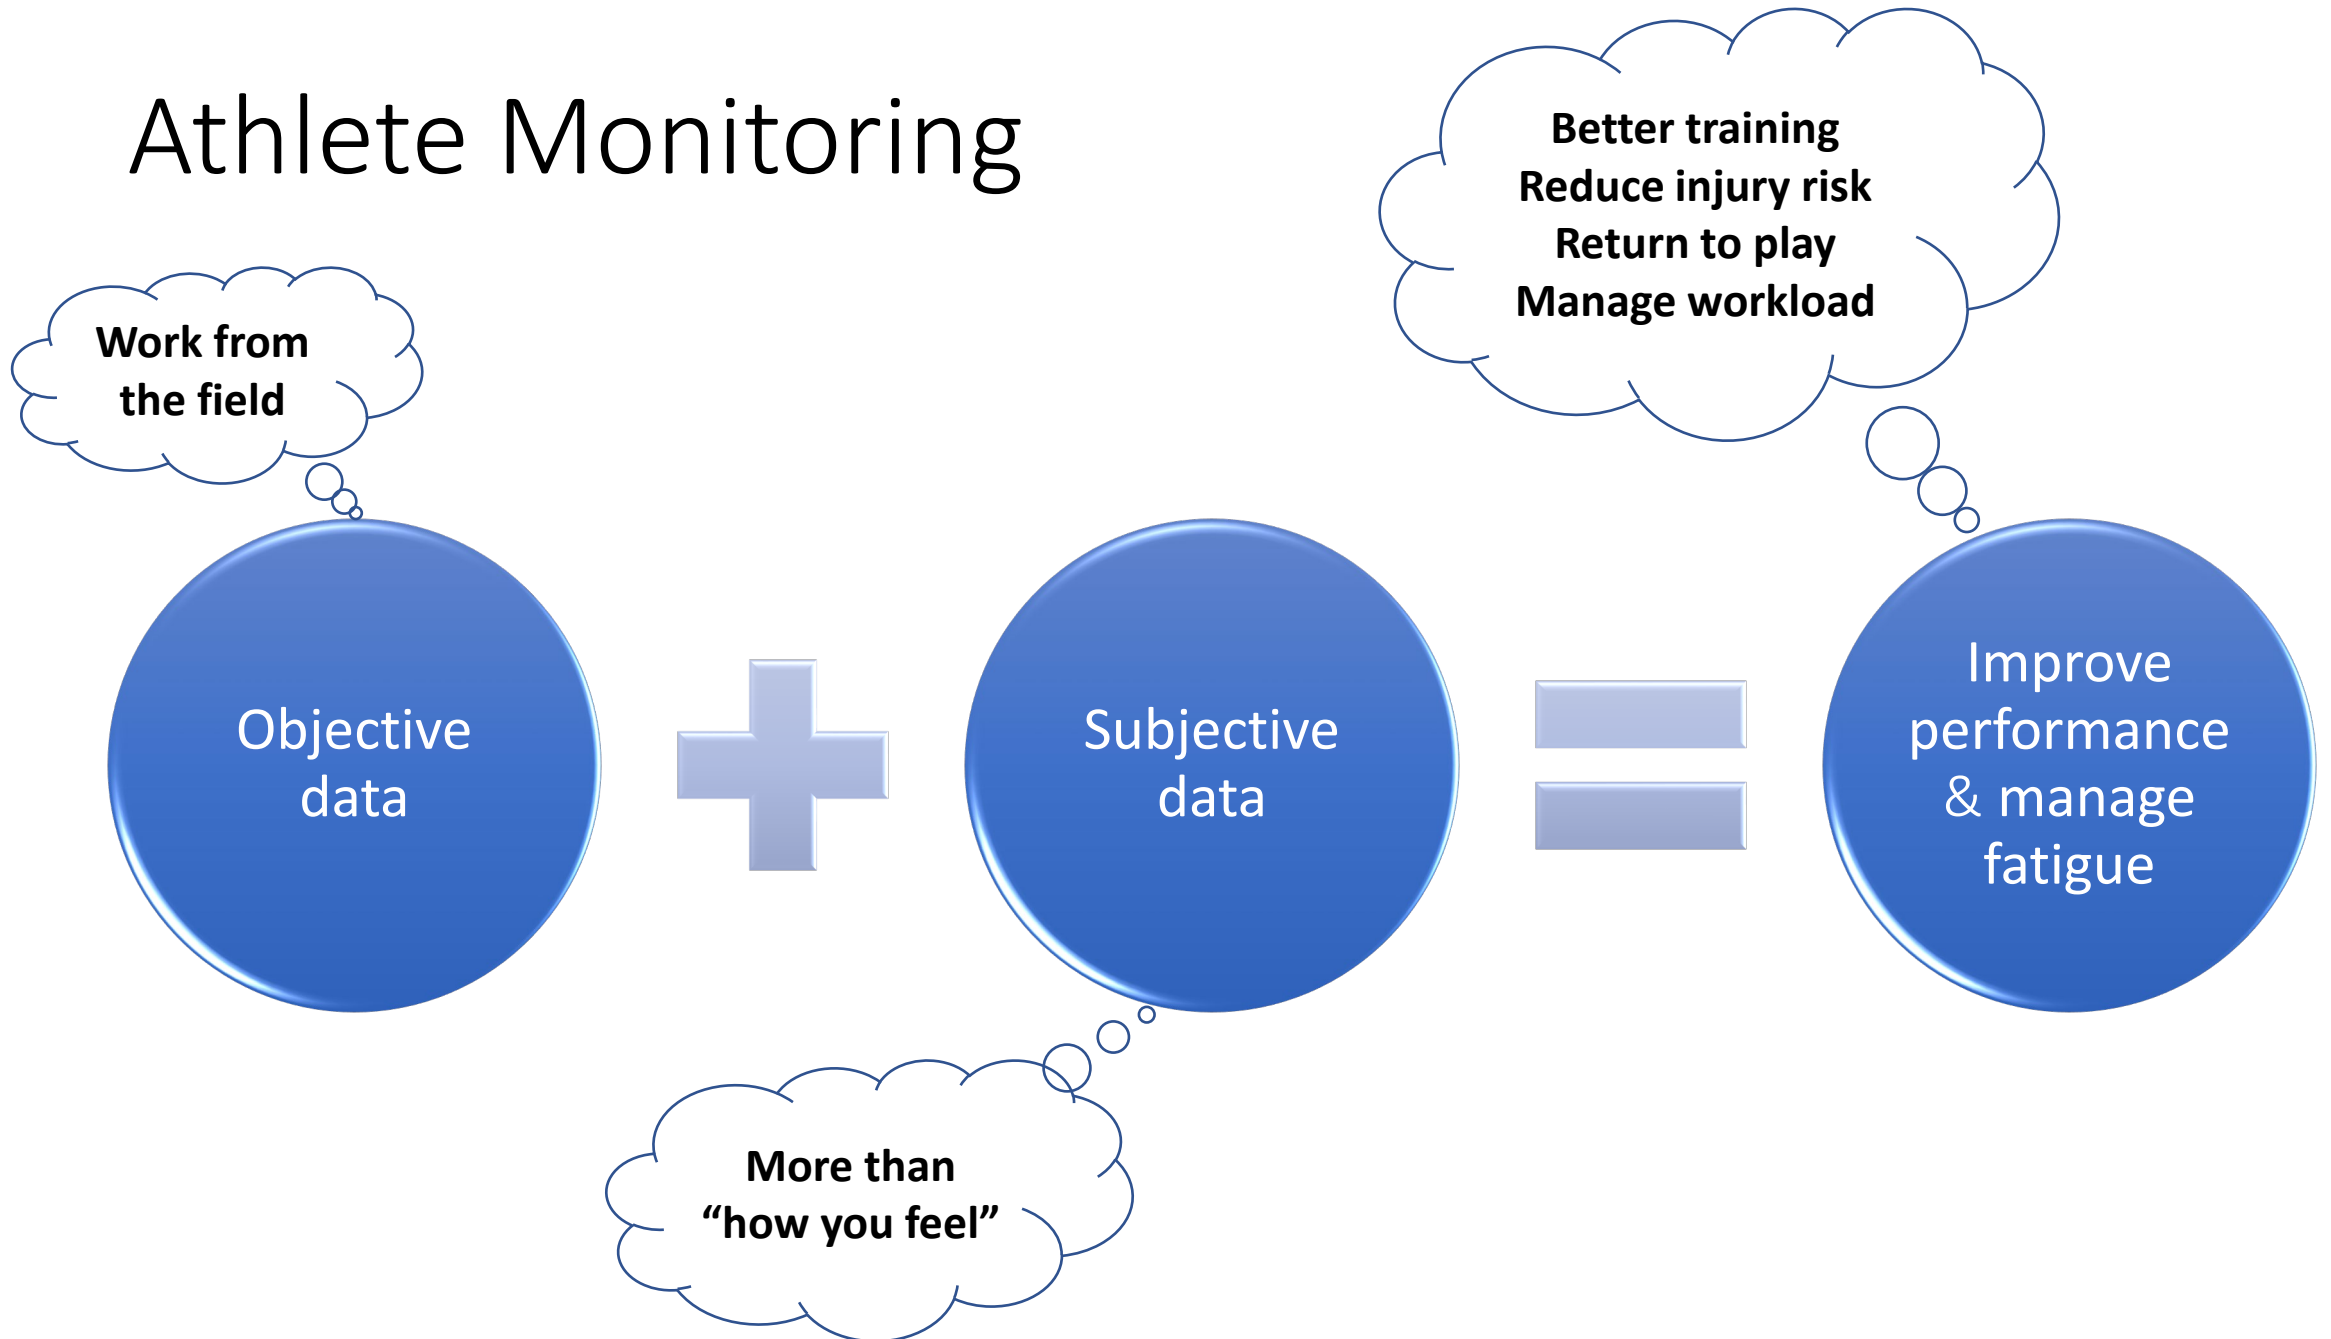 Athlete Monitoring
Better training
Reduce injury risk
Return to play
Manage workload
Work from
the field
Objective
data
Subjective
data
Improve
performance
& manage
fatigue
More than
“how you feel”